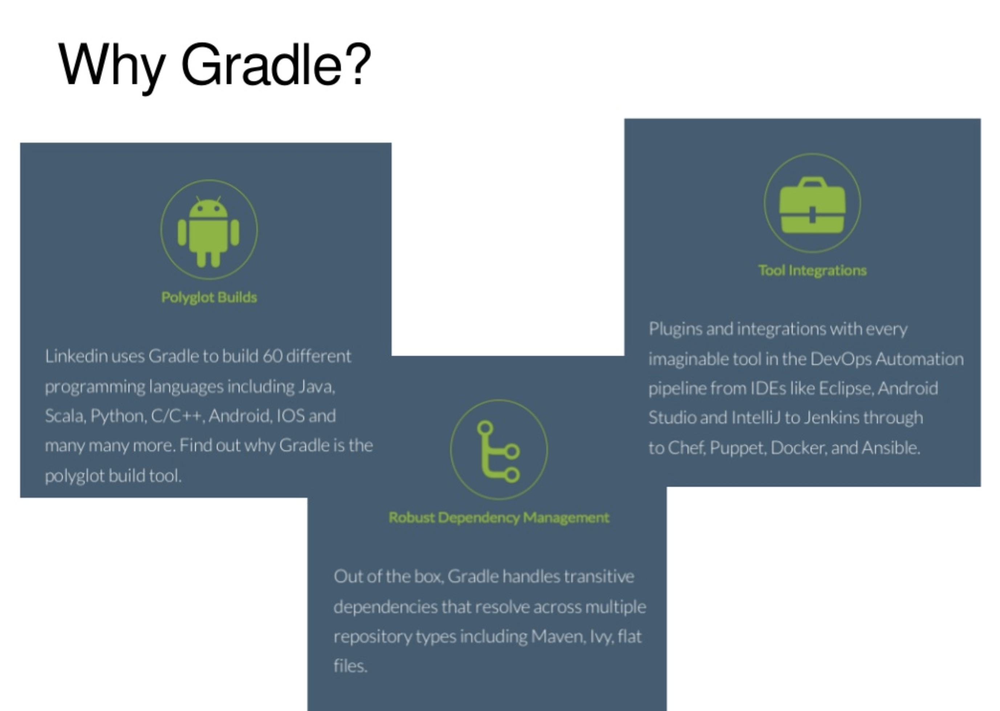 Why Gradle?
Polyglot Builds
Linkedin uses Gradle to build 60 different
programming languages including Java,
Scala, Python, C/C++, Android, IOS and
many many more. Find out why Gradle is the
polyglot build tool.
Robust Dependency Management
Out of the box, Gradle handles transitive
dependencies that resolve across multiple
repository types including Maven, Ivy, flat
files.
Tool Integrations
Plugins and integrations with every
imaginable tool in the DevOps Automation
pipeline from IDEs like Eclipse, Android
Studio and IntelliJ to Jenkins through
to Chef, Puppet, Docker, and Ansible.